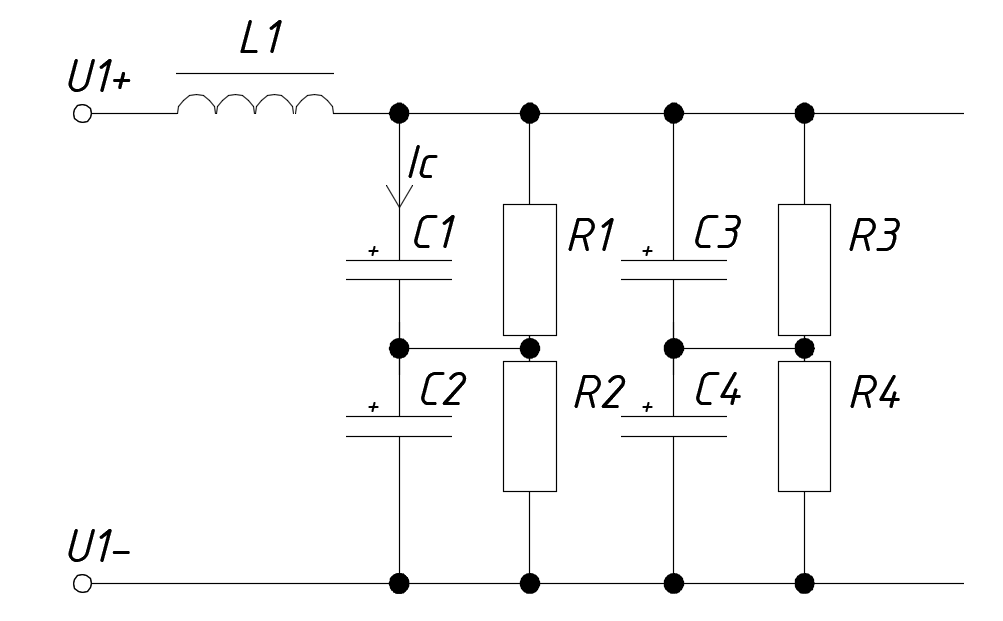 L1
U1+
Ic
+ C1
R1
+ C3
R3
+ C2
R2
+ C4
R4
U1-